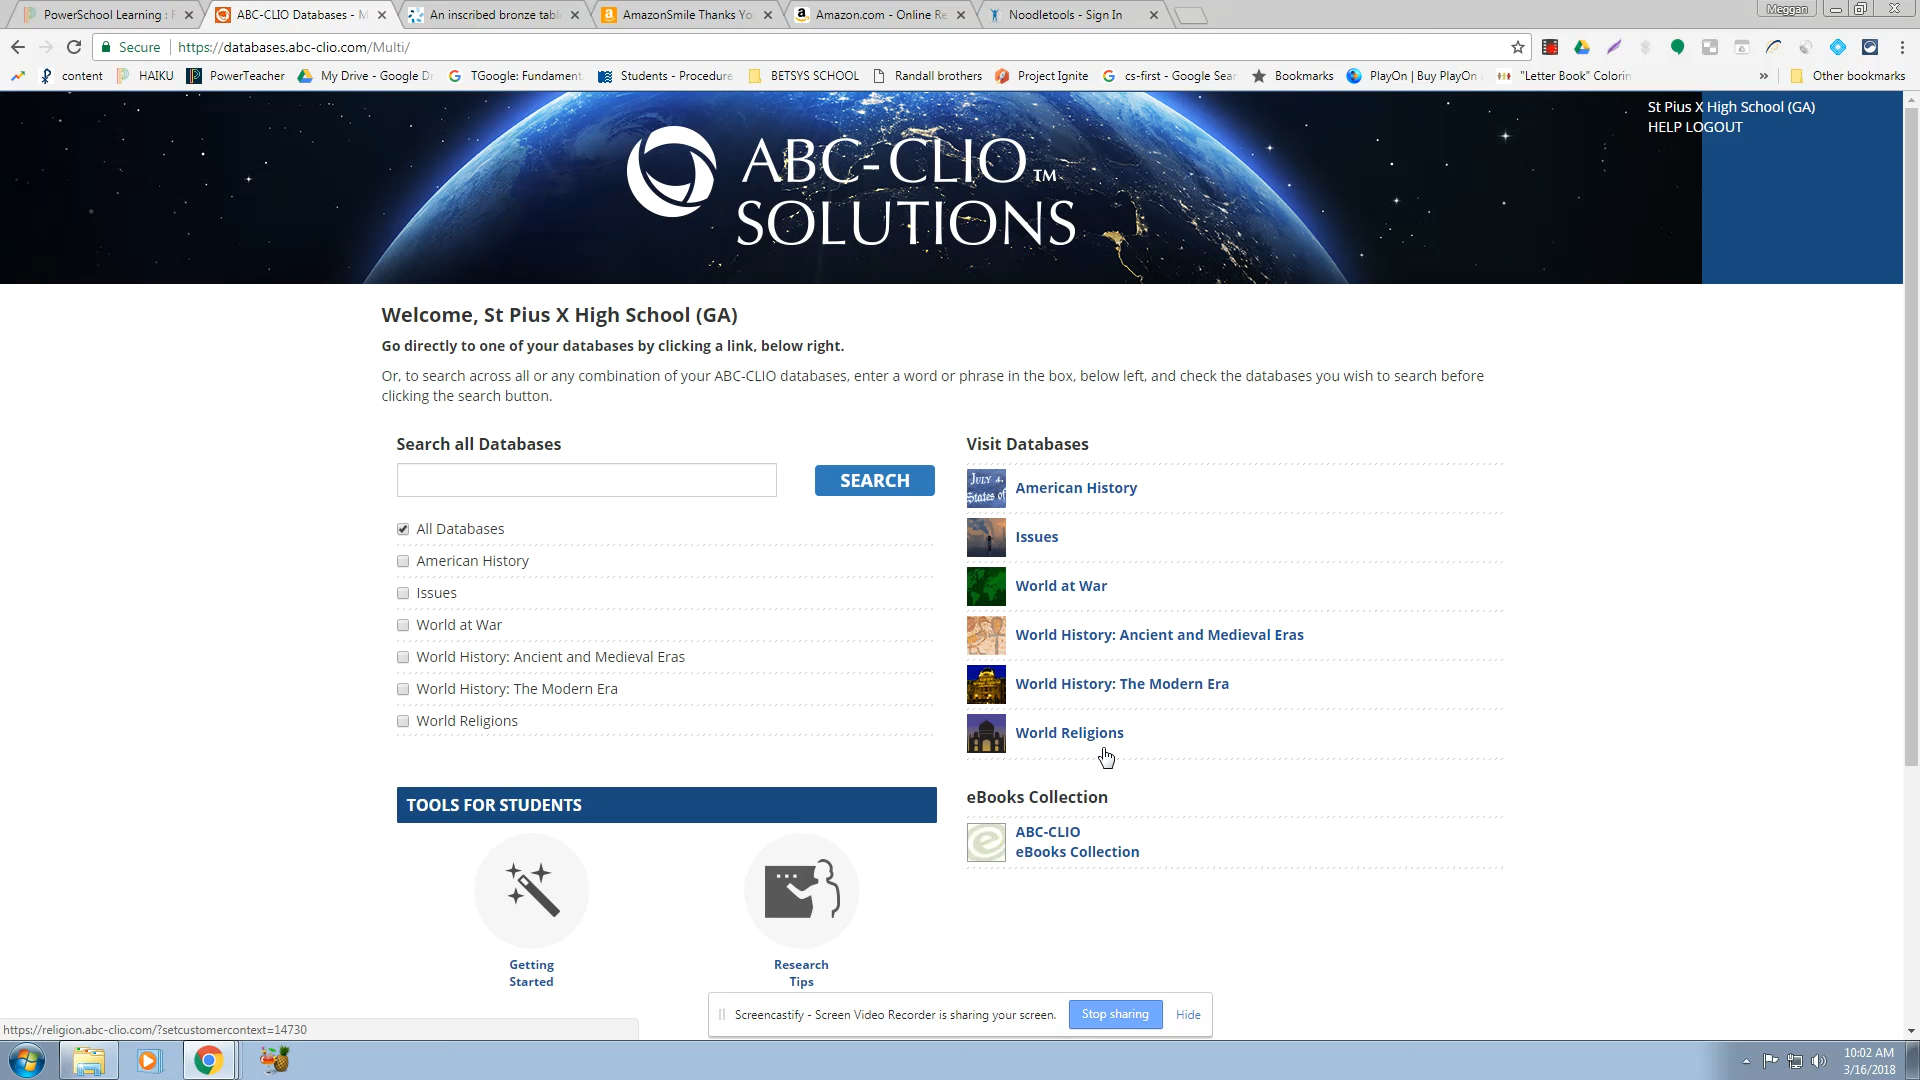 PowerSchool Learning :
ABC-CLIO Databases - M
An inscribed bronze tabl
AmazonSmile Thanks Yo
Amazon.com - Online Re
Noodletools - Sign In
Meggan
Secure
https://databases.abc-clio.com/Multi/
content
HAIKU
PowerTeacher
My Drive - Google Dr
TGoogle: Fundament
Students - Procedure
BETSYS SCHOOL
Randall brothers
Project Ignite
cs-first - Google Sear
Bookmarks
PlayOn | Buy PlayOn
"Letter Book" Colorin
»
Other bookmarks
St Pius X High School (GA)
HELP LOGOUT
ABC-CLIO™
SOLUTIONS
Welcome, St Pius X High School (GA)
Go directly to one of your databases by clicking a link, below right.
Or, to search across all or any combination of your ABC-CLIO databases, enter a word or phrase in the box, below left, and check the databases you wish to search before
clicking the search button.
Search all Databases
SEARCH
All Databases
American History
Issues
World at War
World History: Ancient and Medieval Eras
World History: The Modern Era
World Religions
Visit Databases
JULY 4.
States of
American History
Issues
World at War
World History: Ancient and Medieval Eras
World History: The Modern Era
World Religions
eBooks Collection
ABC-CLIO
eBooks Collection
TOOLS FOR STUDENTS
Getting
Started
Research
Tips
Screencastify - Screen Video Recorder is sharing your screen.
Stop sharing
Hide
https://religion.abc-clio.com/?setcustomercontext=14730
10:02 AM
3/16/2018